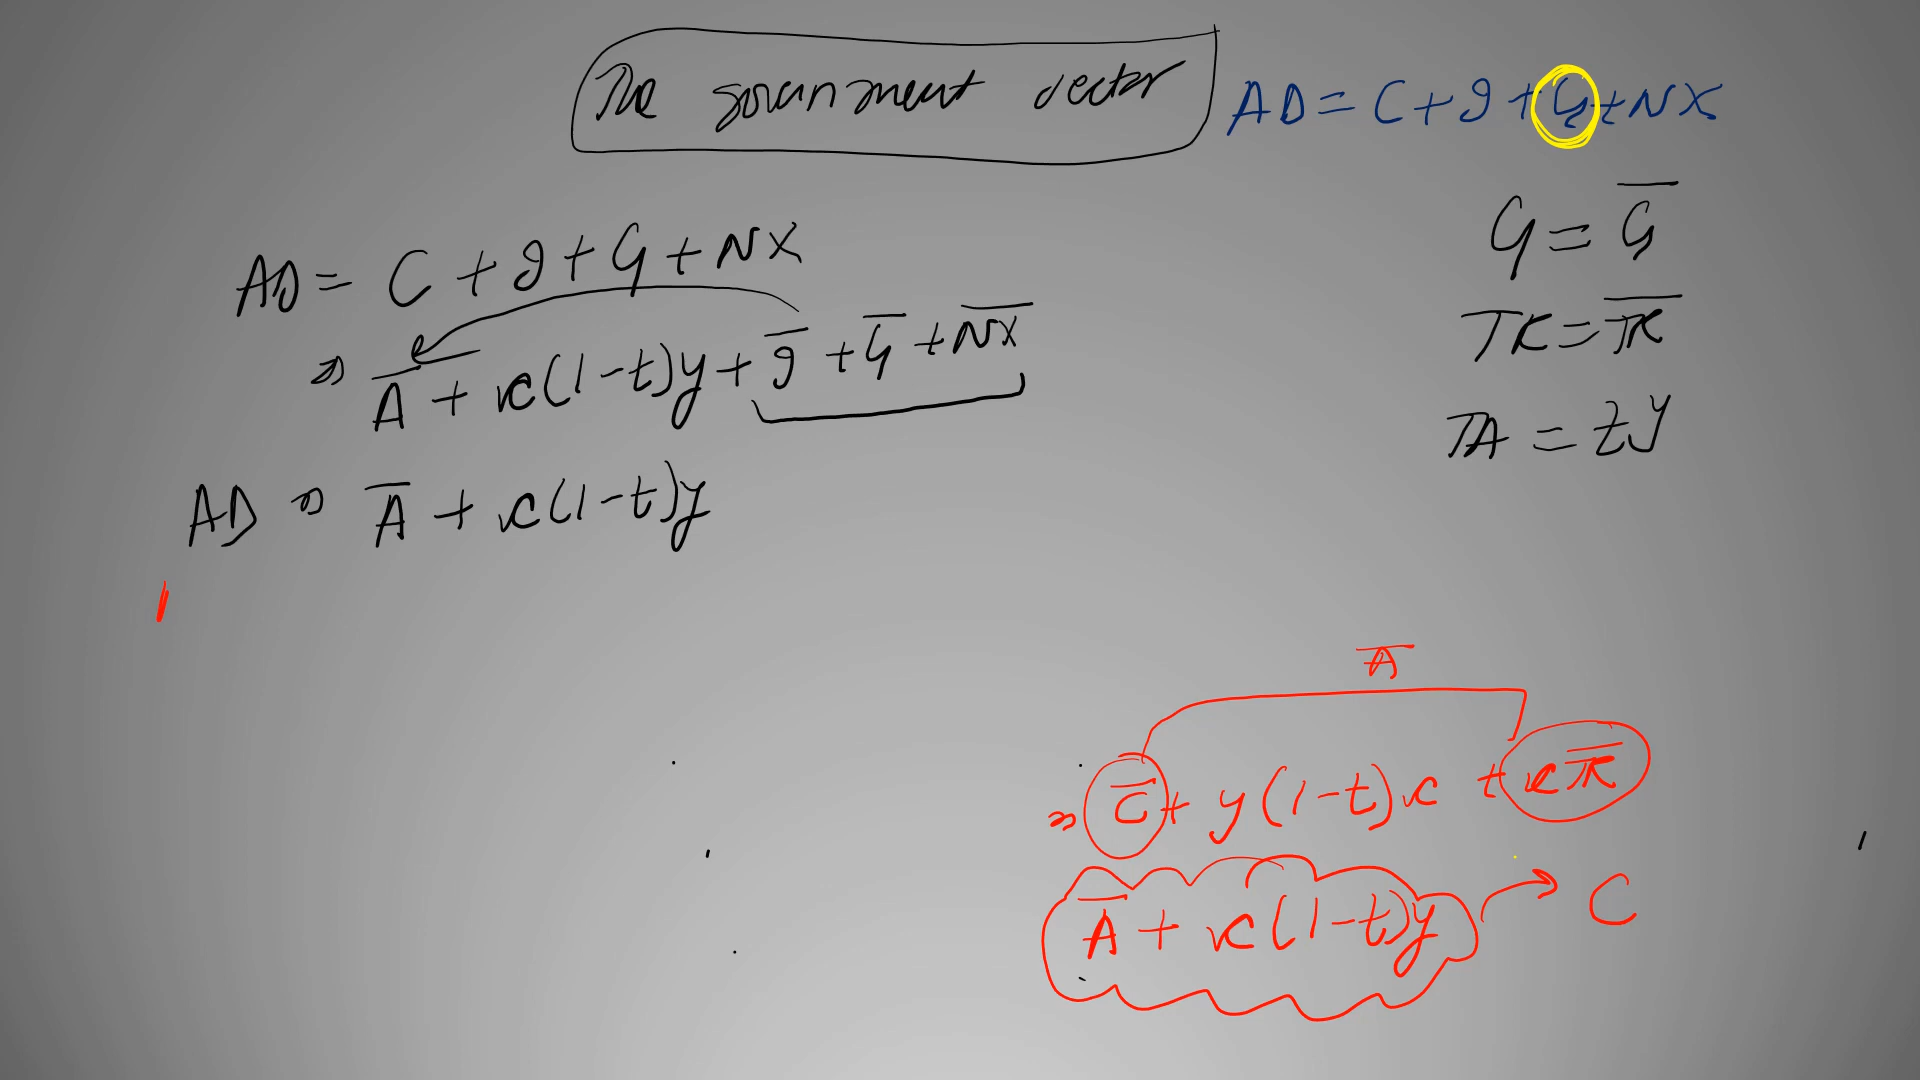 The government sector
AD = C + I + G + NX
G = G̅
TR = T̅R̅
TA = tY
AD = C + I + G + NX
⇒ A̅ + c(1-t)y + I̅ + G̅ + N̅X̅
AD ⇒ A̅ + c(1-t)y
A̅
⇒ C̅ + y(1-t)c + cT̅R̅
A̅ + c(1-t)y → C